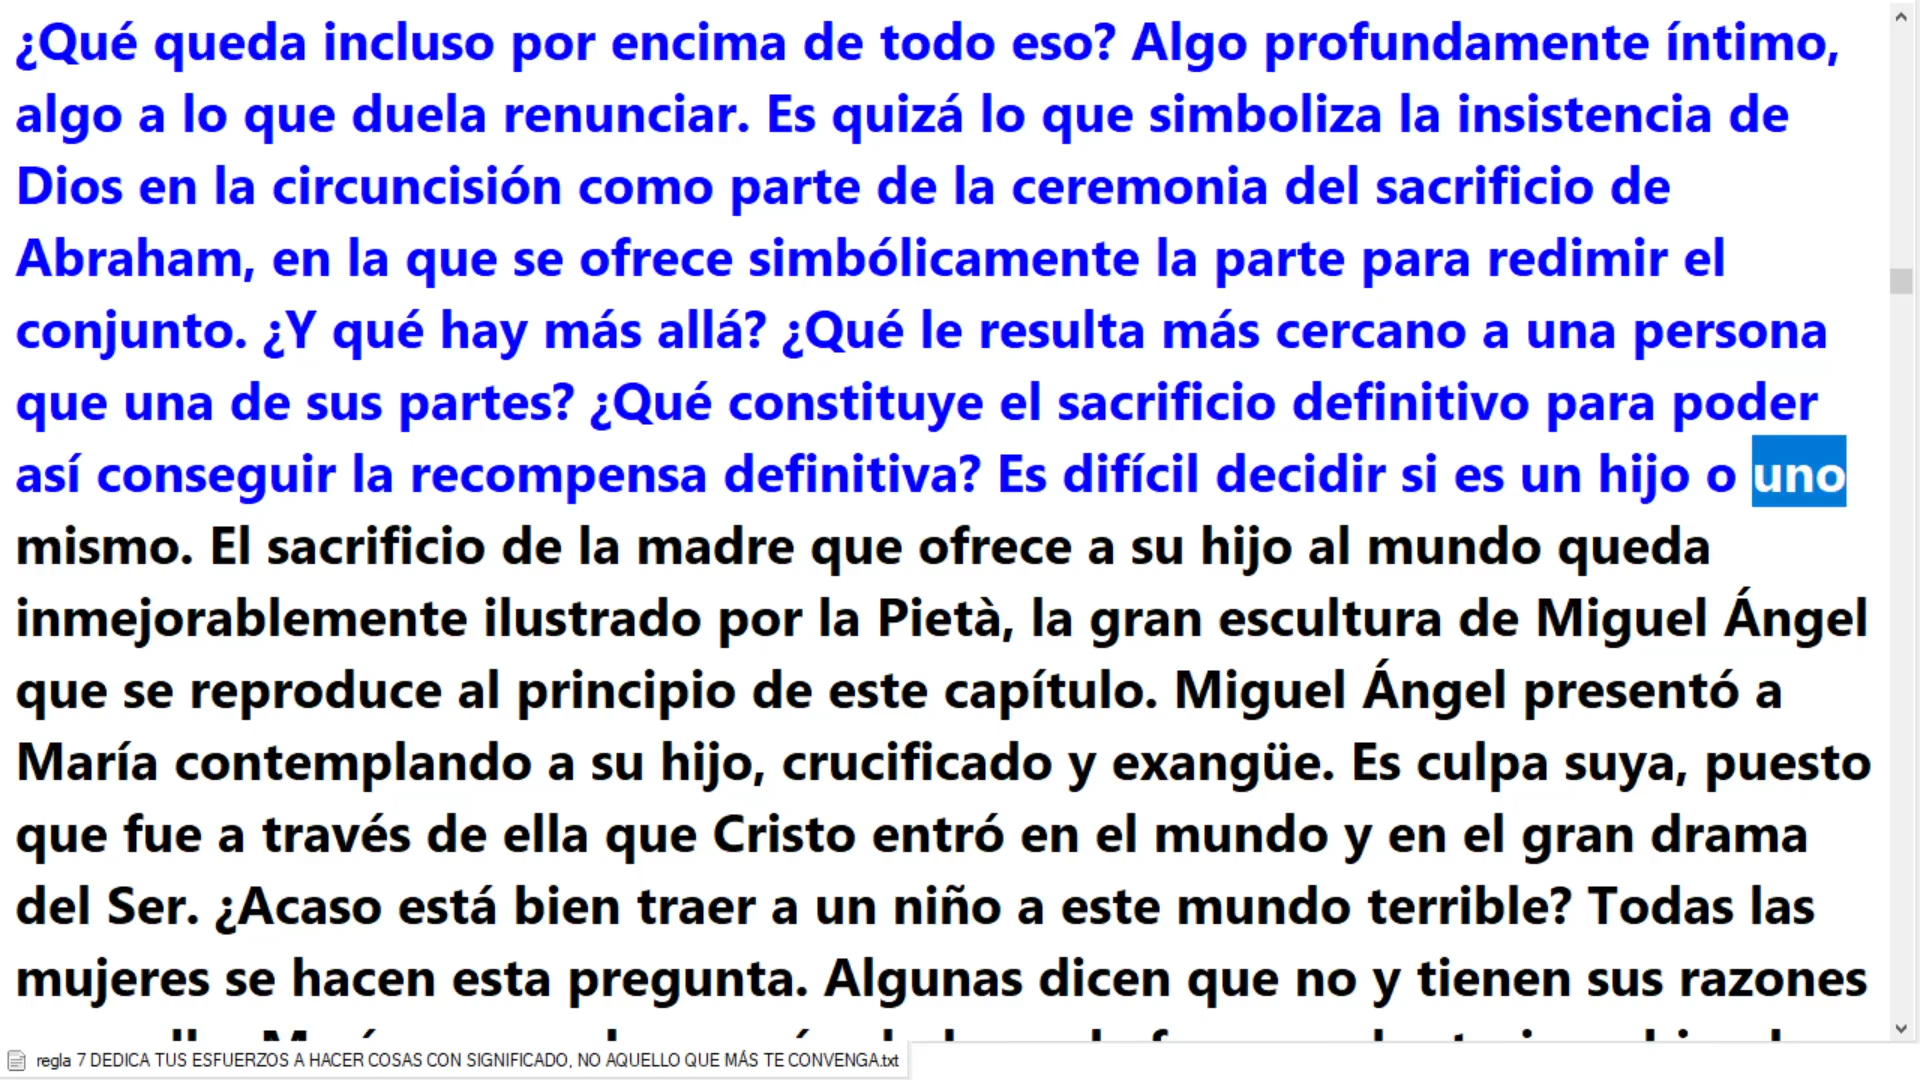 ¿Qué queda incluso por encima de todo eso? Algo profundamente íntimo,
algo a lo que duela renunciar. Es quizá lo que simboliza la insistencia de
Dios en la circuncisión como parte de la ceremonia del sacrificio de
Abraham, en la que se ofrece simbólicamente la parte para redimir el
conjunto. ¿Y qué hay más allá? ¿Qué le resulta más cercano a una persona
que una de sus partes? ¿Qué constituye el sacrificio definitivo para poder
así conseguir la recompensa definitiva? Es difícil decidir si es un hijo o uno
mismo. El sacrificio de la madre que ofrece a su hijo al mundo queda
inmejorablemente ilustrado por la Pietà, la gran escultura de Miguel Ángel
que se reproduce al principio de este capítulo. Miguel Ángel presentó a
María contemplando a su hijo, crucificado y exangüe. Es culpa suya, puesto
que fue a través de ella que Cristo entró en el mundo y en el gran drama
del Ser. ¿Acaso está bien traer a un niño a este mundo terrible? Todas las
mujeres se hacen esta pregunta. Algunas dicen que no y tienen sus razones
regla 7 DEDICA TUS ESFUERZOS A HACER COSAS CON SIGNIFICADO, NO AQUELLO QUE MÁS TE CONVENGA.txt